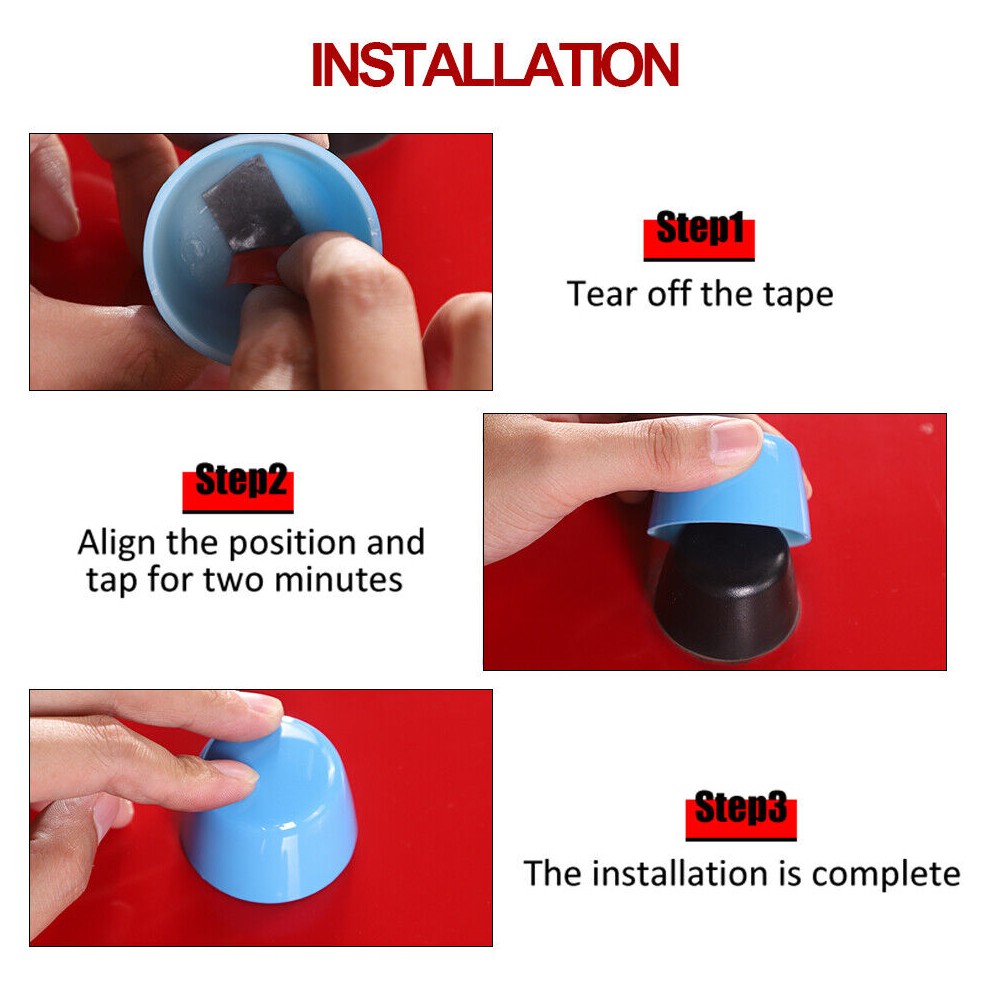 INSTALLATION
Step1
Tear off the tape
Step2
Align the position and
tap for two minutes
Step3
The installation is complete